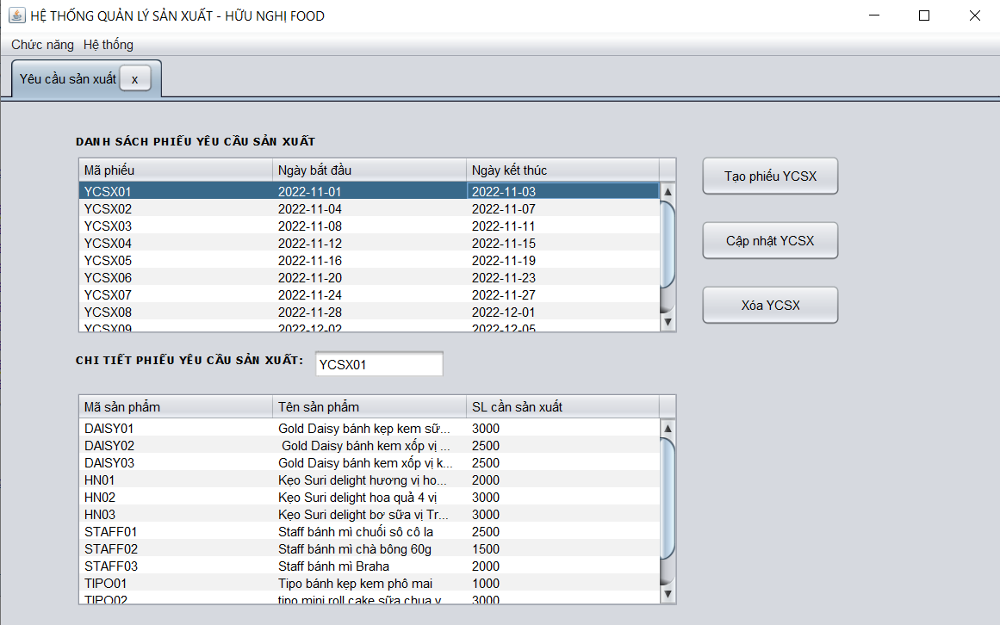 HỆ THỐNG QUẢN LÝ SẢN XUẤT - HỮU NGHỊ FOOD
Chức năng Hệ thống
Yêu cầu sản xuất x
DANH SÁCH PHIẾU YÊU CẦU SẢN XUẤT
Mã phiếu Ngày bắt đầu Ngày kết thúc
YCSX01 2022-11-01 2022-11-03
YCSX02 2022-11-04 2022-11-07
YCSX03 2022-11-08 2022-11-11
YCSX04 2022-11-12 2022-11-15
YCSX05 2022-11-16 2022-11-19
YCSX06 2022-11-20 2022-11-23
YCSX07 2022-11-24 2022-11-27
YCSX08 2022-11-28 2022-12-01
YCSX09 2022-12-02 2022-12-05
Tạo phiếu YCSX
Cập nhật YCSX
Xóa YCSX
CHI TIẾT PHIẾU YÊU CẦU SẢN XUẤT: YCSX01
Mã sản phẩm Tên sản phẩm SL cần sản xuất
DAISY01 Gold Daisy bánh kẹp kem sữ... 3000
DAISY02 Gold Daisy bánh kem xốp vị ... 2500
DAISY03 Gold Daisy bánh kem xốp vị k... 2500
HN01 Kẹo Suri delight hương vị ho... 2000
HN02 Kẹo Suri delight hoa quả 4 vị 3000
HN03 Kẹo Suri delight bơ sữa vị Tr... 3000
STAFF01 Staff bánh mì chuối sô cô la 2500
STAFF02 Staff bánh mì chà bông 60g 1500
STAFF03 Staff bánh mì Braha 2000
TIPO01 Tipo bánh kẹp kem phô mai 1000
TIPO02 tipo mini roll cake sữa chua v... 3000